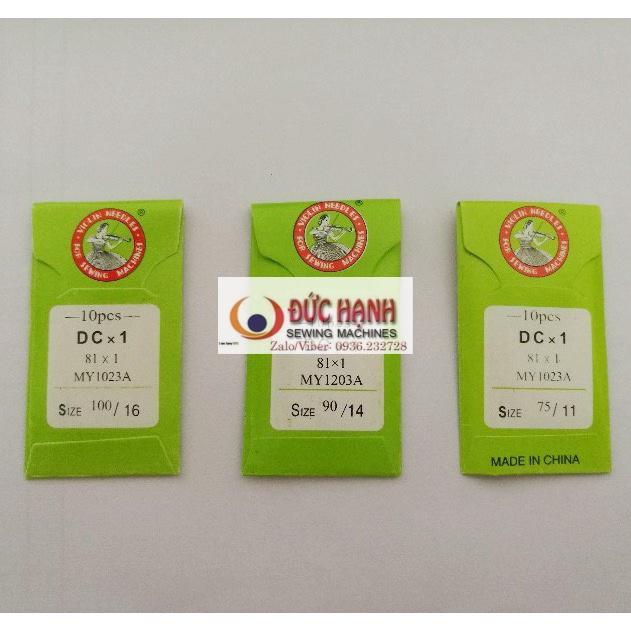 VIOLIN NEEDLES ®
FOR SEWING MACHINES
10pcs
DC x 1
81 x 1
MY1023A
SIZE 100/16
VIOLIN NEEDLES
FOR SEWING MACHINES
ĐỨC HẠNH
SEWING MACHINES
Zalo/Viber: 0936.232728
81×1
MY1203A
SIZE 90/14
VIOLIN NEEDLES ®
FOR SEWING MACHINES
10pcs
DC x 1
81 x 1
MY1023A
SIZE 75/11
MADE IN CHINA